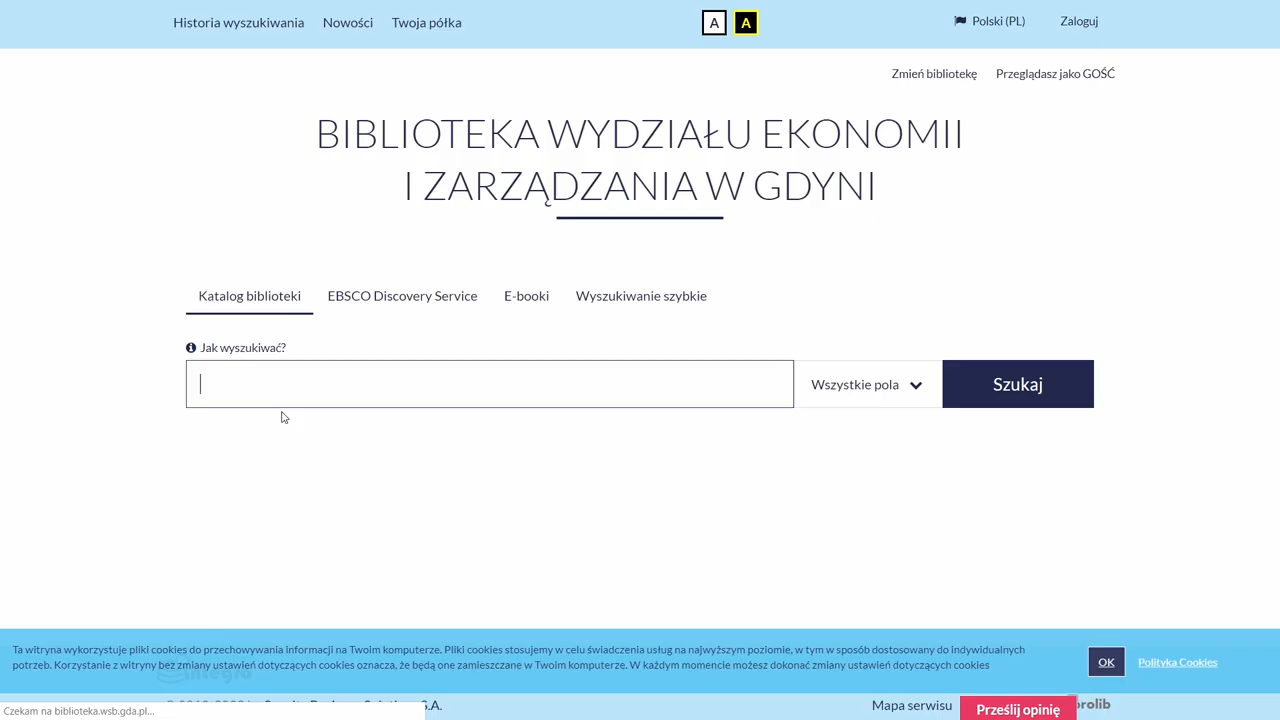 Historia wyszukiwania Nowości Twoja półka A A Polski (PL) Zaloguj
Zmień bibliotekę Przeglądasz jako GOŚĆ
BIBLIOTEKA WYDZIAŁU EKONOMII
I ZARZĄDZANIA W GDYNI
Katalog biblioteki EBSCO Discovery Service E-booki Wyszukiwanie szybkie
Jak wyszukiwać?
Wszystkie pola Szukaj
Ta witryna wykorzystuje pliki cookies do przechowywania informacji na Twoim komputerze. Pliki cookies stosujemy w celu świadczenia usług na najwyższym poziomie, w tym w sposób dostosowany do indywidualnych
potrzeb. Korzystanie z witryny bez zmiany ustawień dotyczących cookies oznacza, że będą one zamieszczane w Twoim komputerze. W każdym momencie możesz dokonać zmiany ustawień dotyczących cookies
OK Polityka Cookies
integro
S.A. Mapa serwisu Prześlij opinię prolib
Czekam na biblioteka.wsb.gda.pl...